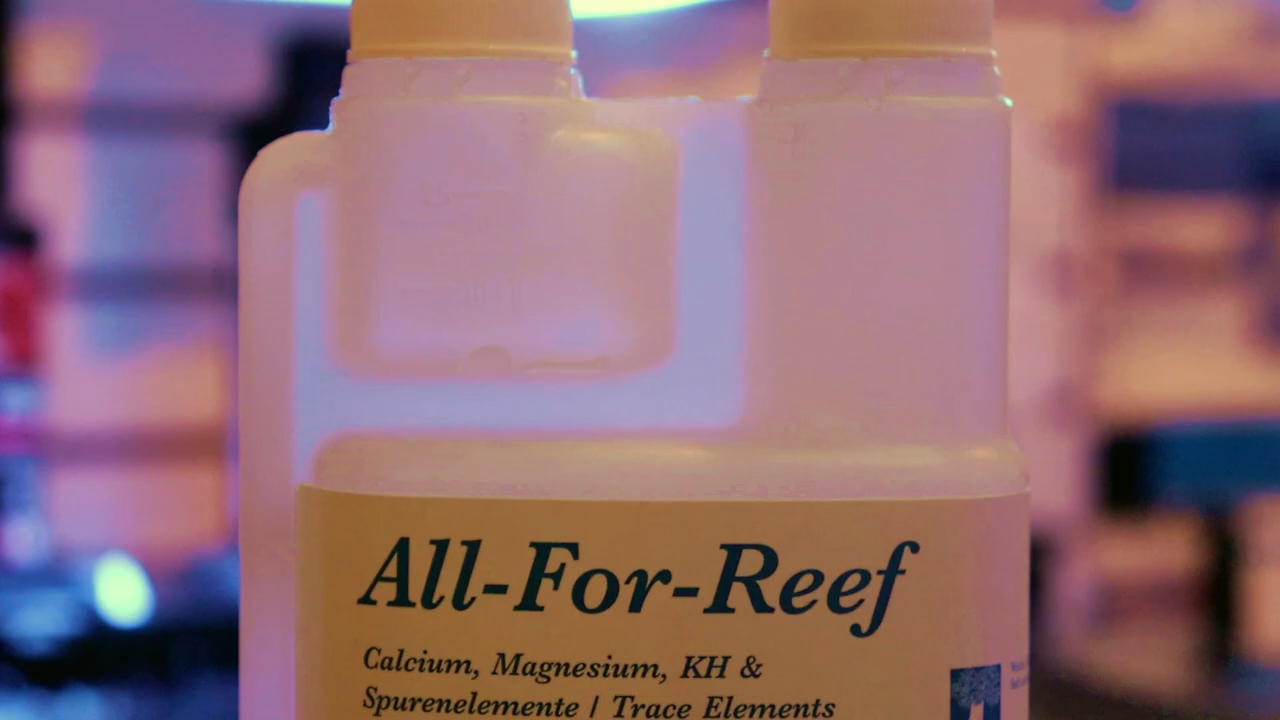 All-For-Reef
Calcium, Magnesium, KH &
Spurenelemente / Trace Elements